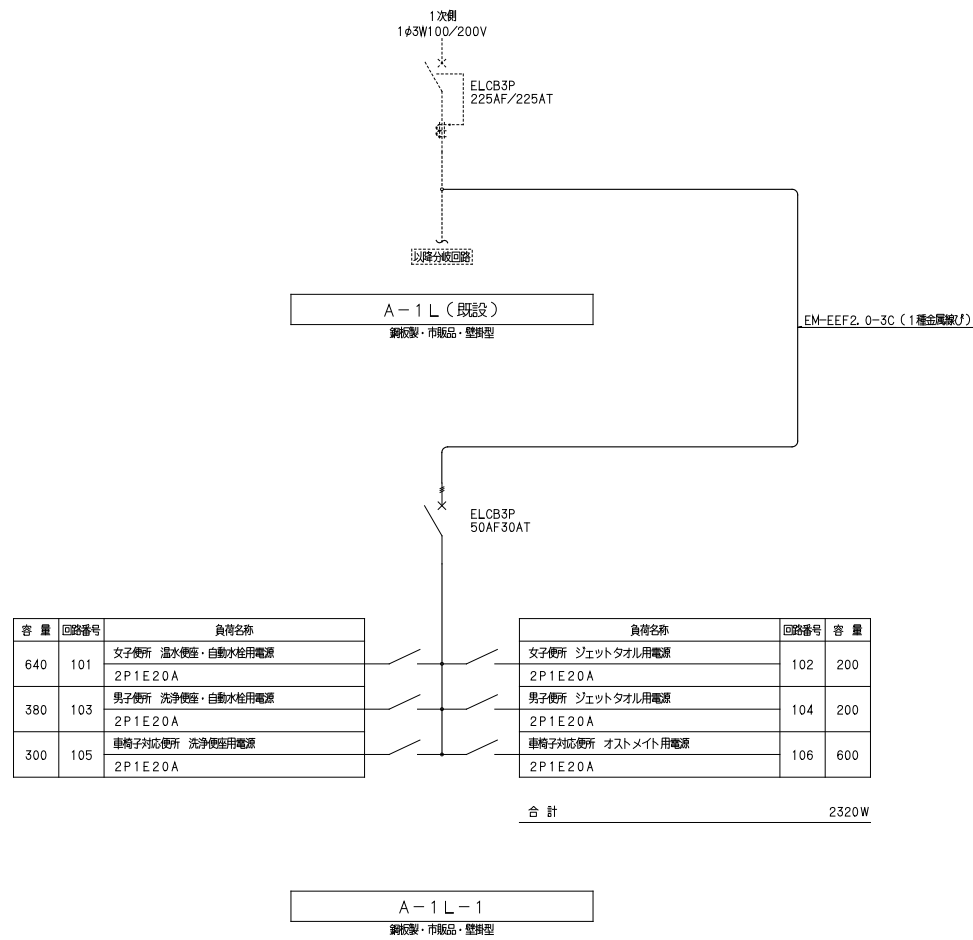 1次側
1φ3W100/200V
ELCB3P
225AF/225AT
以降分岐回路
A-1L(既設)
鋼板製・市販品・壁掛型
EM-EEF2.0-3C(1種金属線ぴ)
ELCB3P
50AF30AT
容 量 回路番号 負荷名称
640 101 女子便所 温水便座・自動水栓用電源
2P1E20A
380 103 男子便所 洗浄便座・自動水栓用電源
2P1E20A
300 105 車椅子対応便所 洗浄便座用電源
2P1E20A
負荷名称 回路番号 容 量
女子便所 ジェットタオル用電源 102 200
2P1E20A
男子便所 ジェットタオル用電源 104 200
2P1E20A
車椅子対応便所 オストメイト用電源 106 600
2P1E20A
合 計 2320W
A-1L-1
鋼板製・市販品・壁掛型